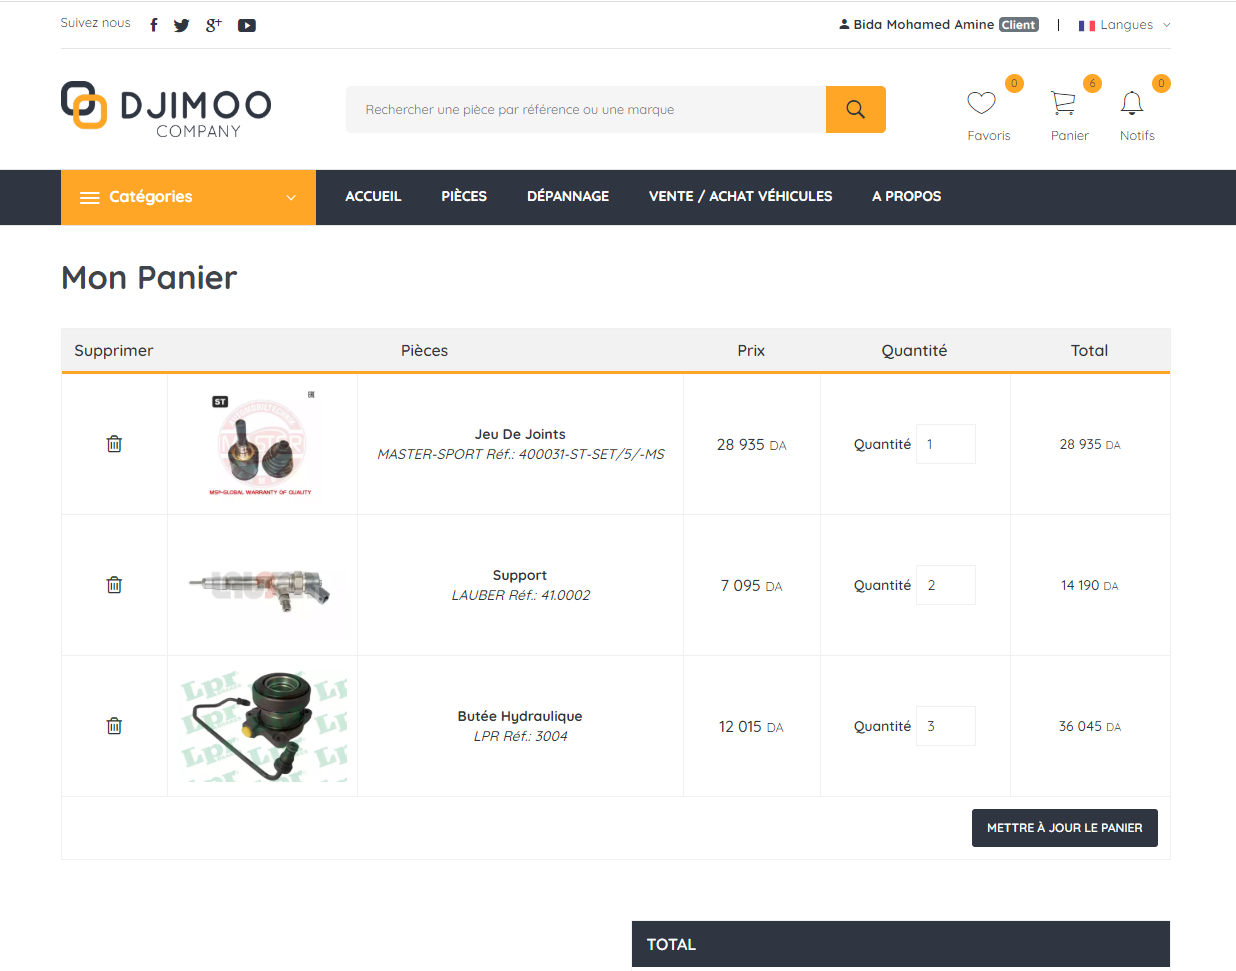 Suivez nous
Bida Mohamed Amine Client | Langues
DJIMOO
COMPANY
Rechercher une pièce par référence ou une marque
0
6
0
Favoris
Panier
Notifs
Catégories
ACCUEIL
PIÈCES
DÉPANNAGE
VENTE / ACHAT VÉHICULES
A PROPOS
Mon Panier
Supprimer Pièces Prix Quantité Total
ST
MASTER
MSP-GLOBAL WARRANTY OF QUALITY
Jeu De Joints
MASTER-SPORT Réf.: 400031-ST-SET/5/-MS
28 935 DA
Quantité 1
28 935 DA
Support
LAUBER Réf.: 41.0002
7 095 DA
Quantité 2
14 190 DA
Lpr
Butée Hydraulique
LPR Réf.: 3004
12 015 DA
Quantité 3
36 045 DA
METTRE À JOUR LE PANIER
TOTAL